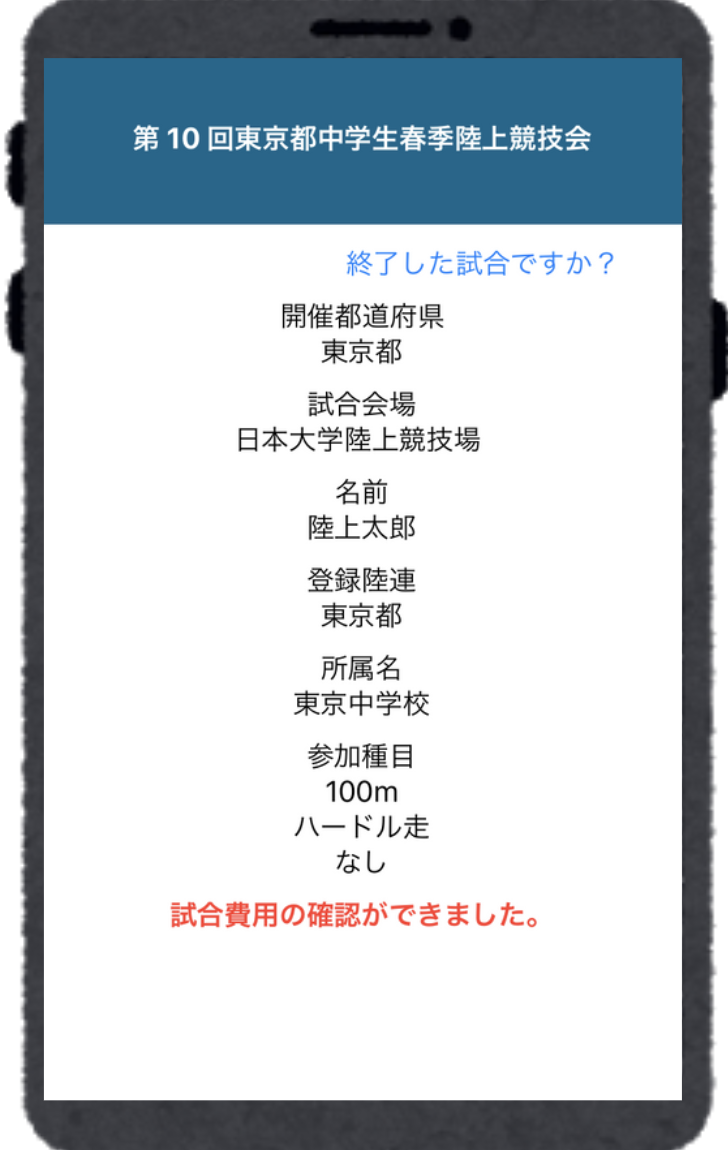 第 10 回東京都中学生春季陸上競技会
終了した試合ですか？
開催都道府県
東京都
試合会場
日本大学陸上競技場
名前
陸上太郎
登録陸連
東京都
所属名
東京中学校
参加種目
100m
ハードル走
なし
試合費用の確認ができました。